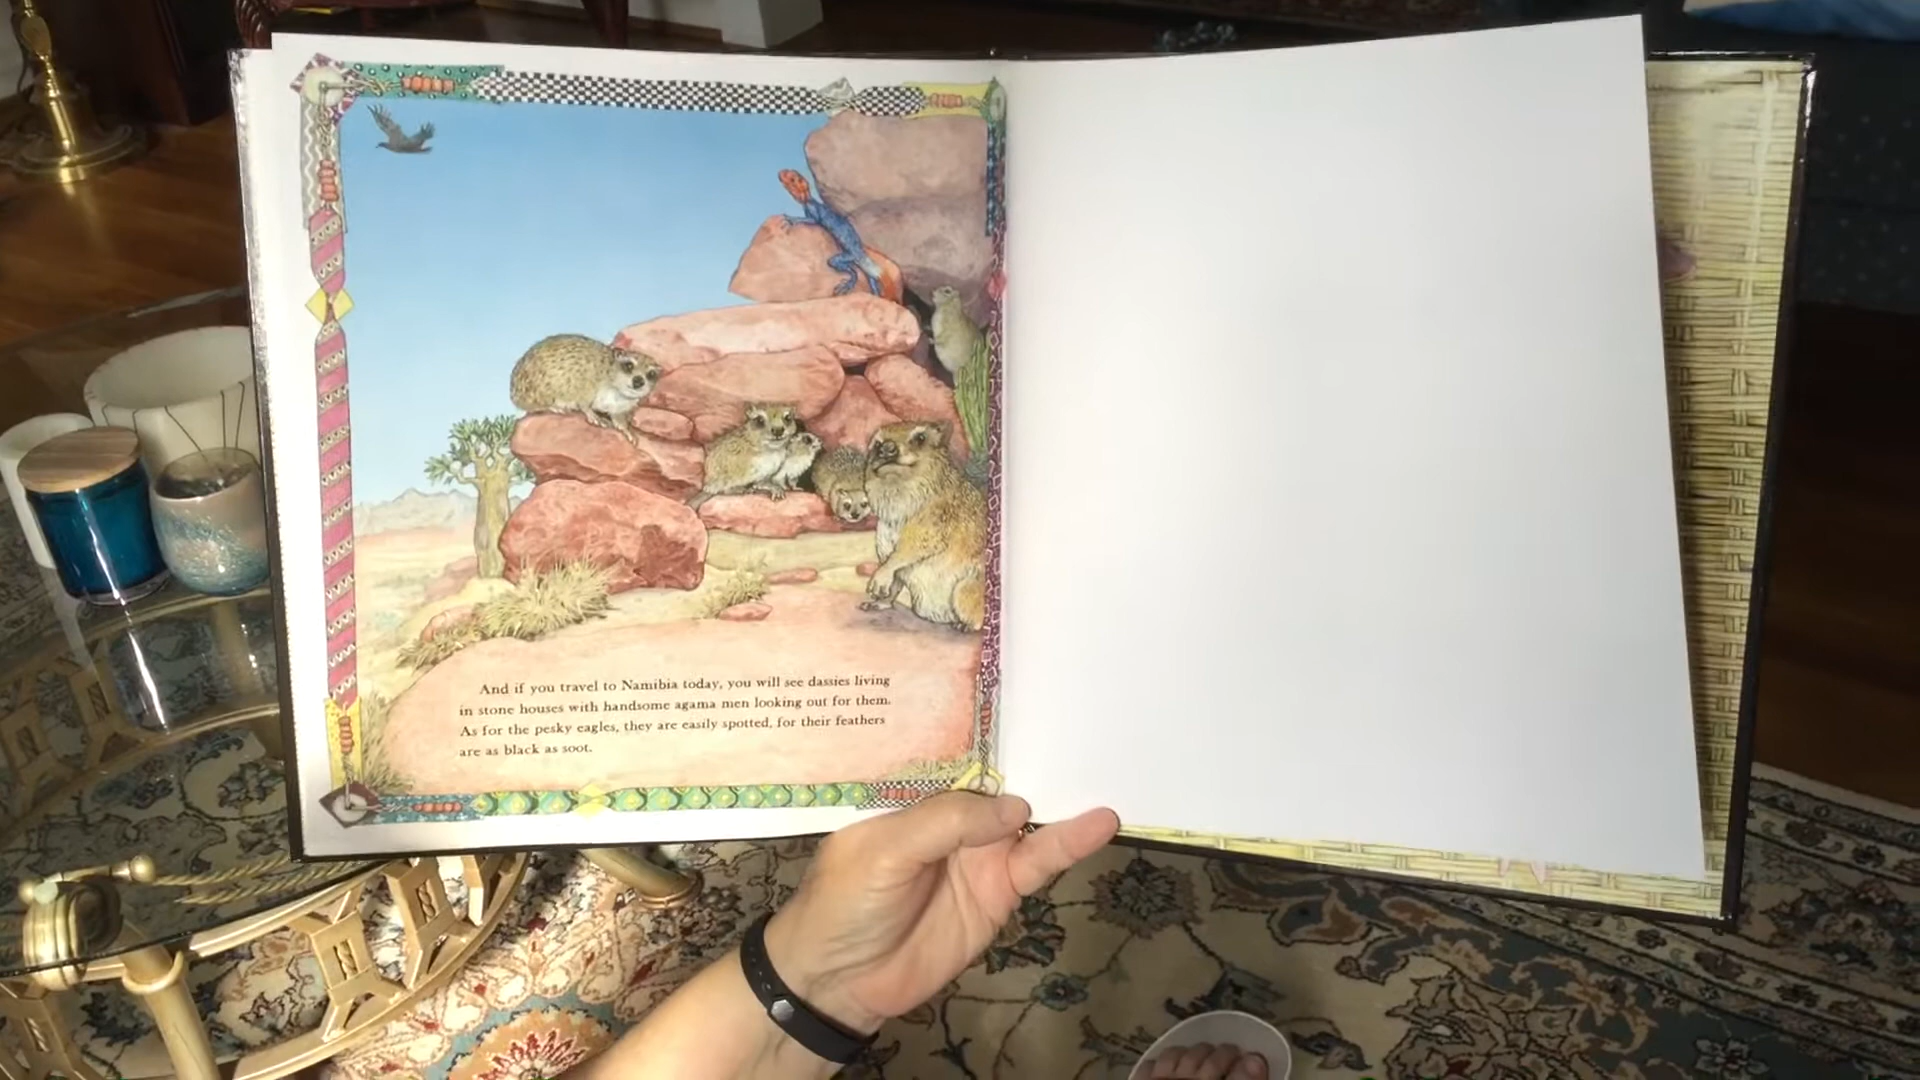 And if you travel to Namibia today, you will see dassies living
in stone houses with handsome agama men looking out for them.
As for the pesky eagles, they are easily spotted, for their feathers
are as black as soot.